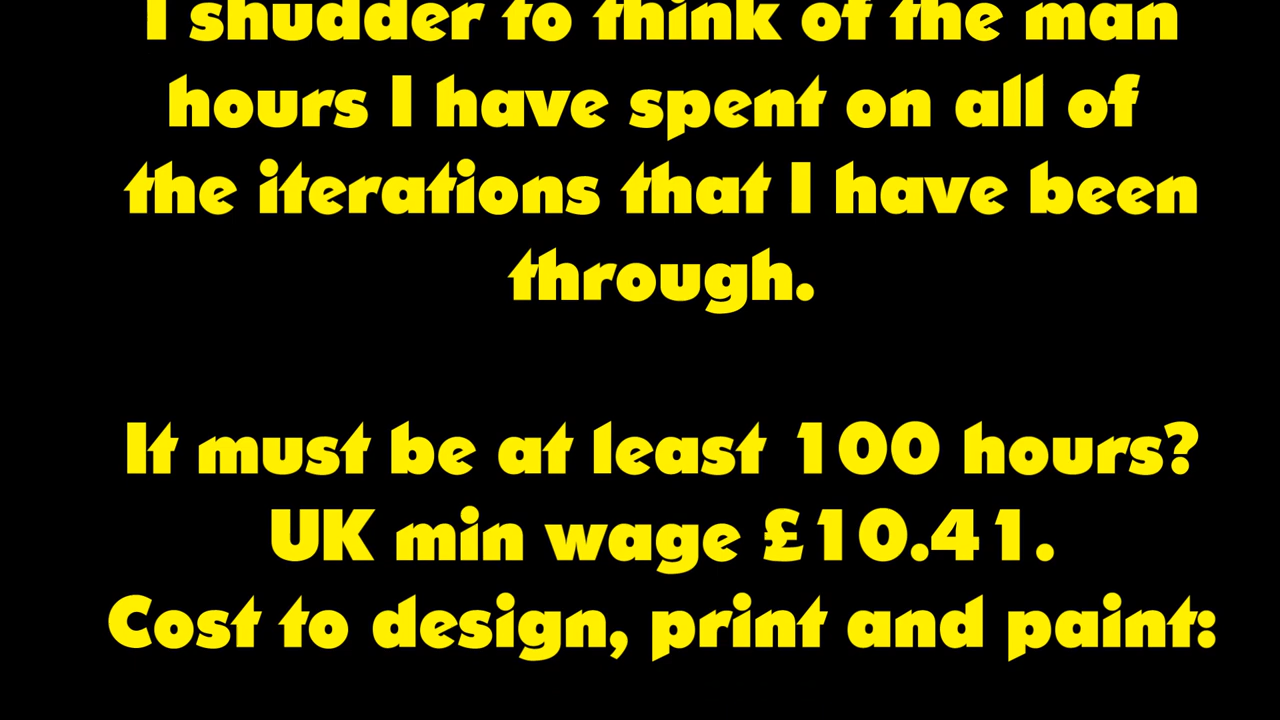 I shudder to think of the man
hours I have spent on all of
the iterations that I have been
through.
It must be at least 100 hours?
UK min wage £10.41.
Cost to design, print and paint: